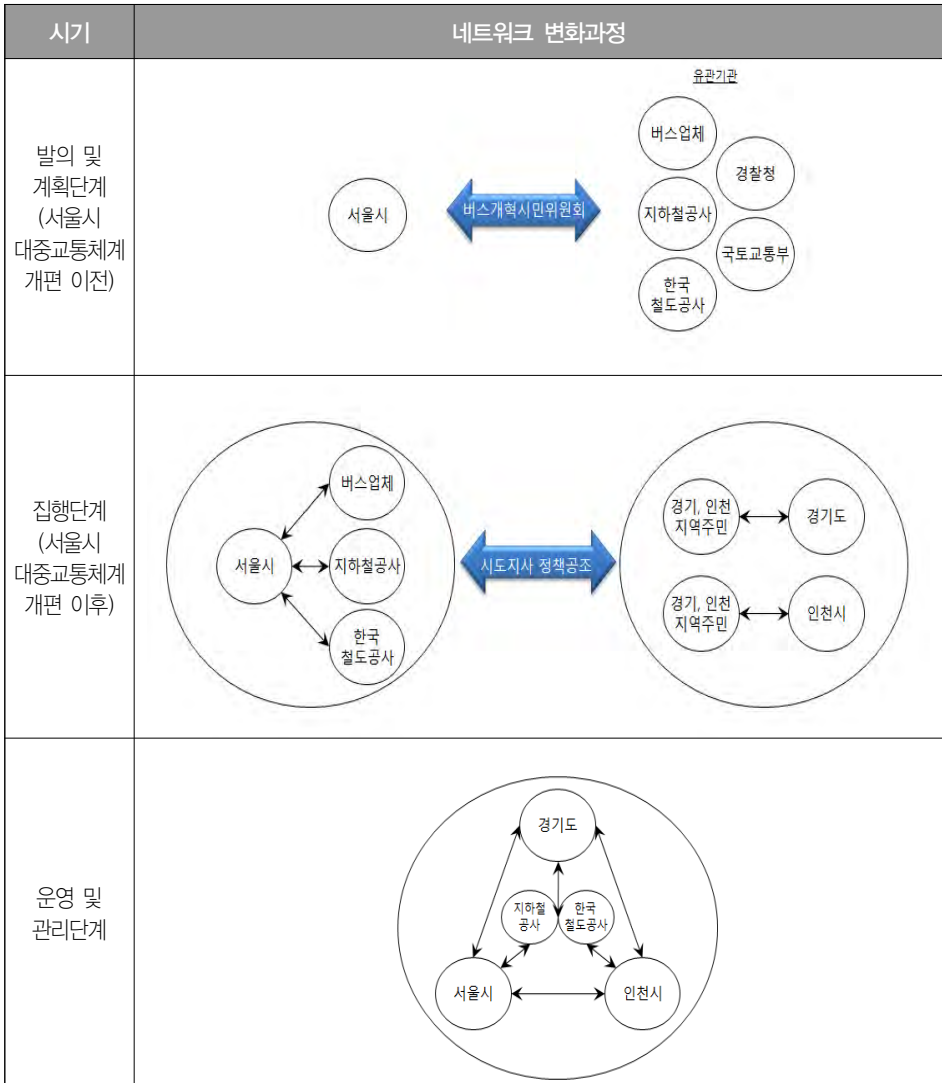 시기
네트워크 변화과정
발의 및
계획단계
(서울시
대중교통체계
개편 이전)
서울시
버스개혁시민위원회
유관기관
버스업체
경찰청
지하철공사
국토교통부
한국
철도공사
집행단계
(서울시
대중교통체계
개편 이후)
버스업체
서울시
지하철공사
한국
철도공사
시도지사 정책공조
경기, 인천
지역주민
경기도
경기, 인천
지역주민
인천시
운영 및
관리단계
경기도
지하철
공사
한국
철도공사
서울시
인천시